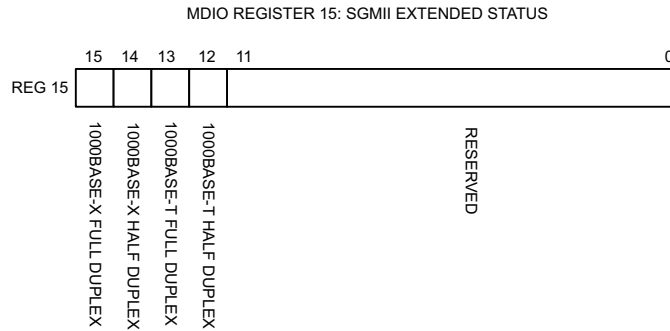 MDIO REGISTER 15: SGMII EXTENDED STATUS
15 14 13 12 11 0
REG 15
1000BASE-X FULL DUPLEX
1000BASE-X HALF DUPLEX
1000BASE-T FULL DUPLEX
1000BASE-T HALF DUPLEX
RESERVED